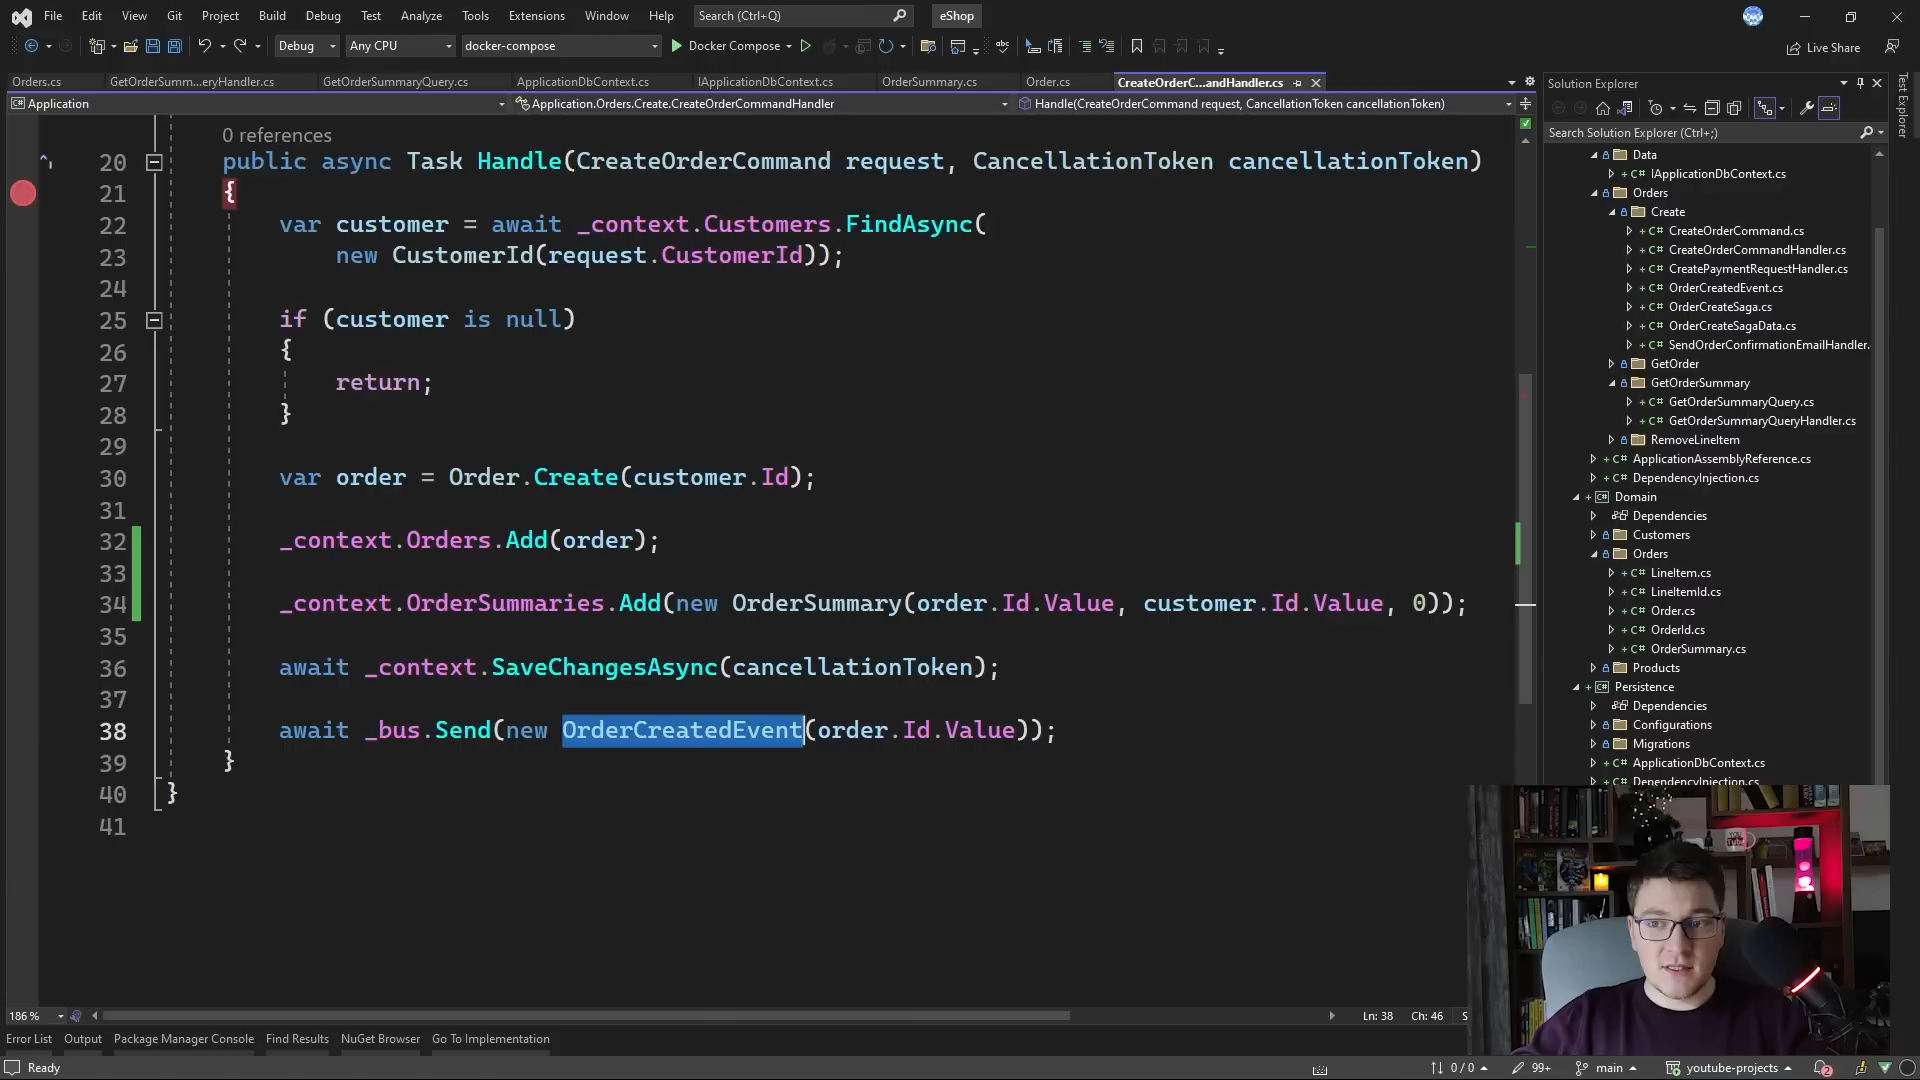 File Edit View Git Project Build Debug Test Analyze Tools Extensions Window Help Search (Ctrl+Q) eShop
Debug Any CPU docker-compose Docker Compose Live Share
Orders.cs GetOrderSumm...eryHandler.cs GetOrderSummaryQuery.cs ApplicationDbContext.cs IApplicationDbContext.cs OrderSummary.cs Order.cs CreateOrderC...andHandler.cs
Application Application.Orders.Create.CreateOrderCommandHandler Handle(CreateOrderCommand request, CancellationToken cancellationToken)
0 references
20 public async Task Handle(CreateOrderCommand request, CancellationToken cancellationToken)
21 {
22 var customer = await _context.Customers.FindAsync(
23 new CustomerId(request.CustomerId));
24
25 if (customer is null)
26 {
27 return;
28 }
29
30 var order = Order.Create(customer.Id);
31
32 _context.Orders.Add(order);
33
34 _context.OrderSummaries.Add(new OrderSummary(order.Id.Value, customer.Id.Value, 0));
35
36 await _context.SaveChangesAsync(cancellationToken);
37
38 await _bus.Send(new OrderCreatedEvent(order.Id.Value));
39 }
40 }
41
186 % Ln: 38 Ch: 46 S
Solution Explorer
Search Solution Explorer (Ctrl+;)
Data
C# IApplicationDbContext.cs
Orders
Create
C# CreateOrderCommand.cs
C# CreateOrderCommandHandler.cs
C# CreatePaymentRequestHandler.cs
C# OrderCreatedEvent.cs
C# OrderCreateSaga.cs
C# OrderCreateSagaData.cs
C# SendOrderConfirmationEmailHandler.
GetOrder
GetOrderSummary
C# GetOrderSummaryQuery.cs
C# GetOrderSummaryQueryHandler.cs
RemoveLineItem
C# ApplicationAssemblyReference.cs
C# DependencyInjection.cs
Domain
Dependencies
Customers
Orders
C# LineItem.cs
C# LineItemId.cs
C# Order.cs
C# OrderId.cs
C# OrderSummary.cs
Products
Persistence
Dependencies
Configurations
Migrations
C# ApplicationDbContext.cs
C# DependencyInjection.cs
Test Explorer
Error List Output Package Manager Console Find Results NuGet Browser Go To Implementation
Ready 0 / 0 99+ main youtube-projects 2